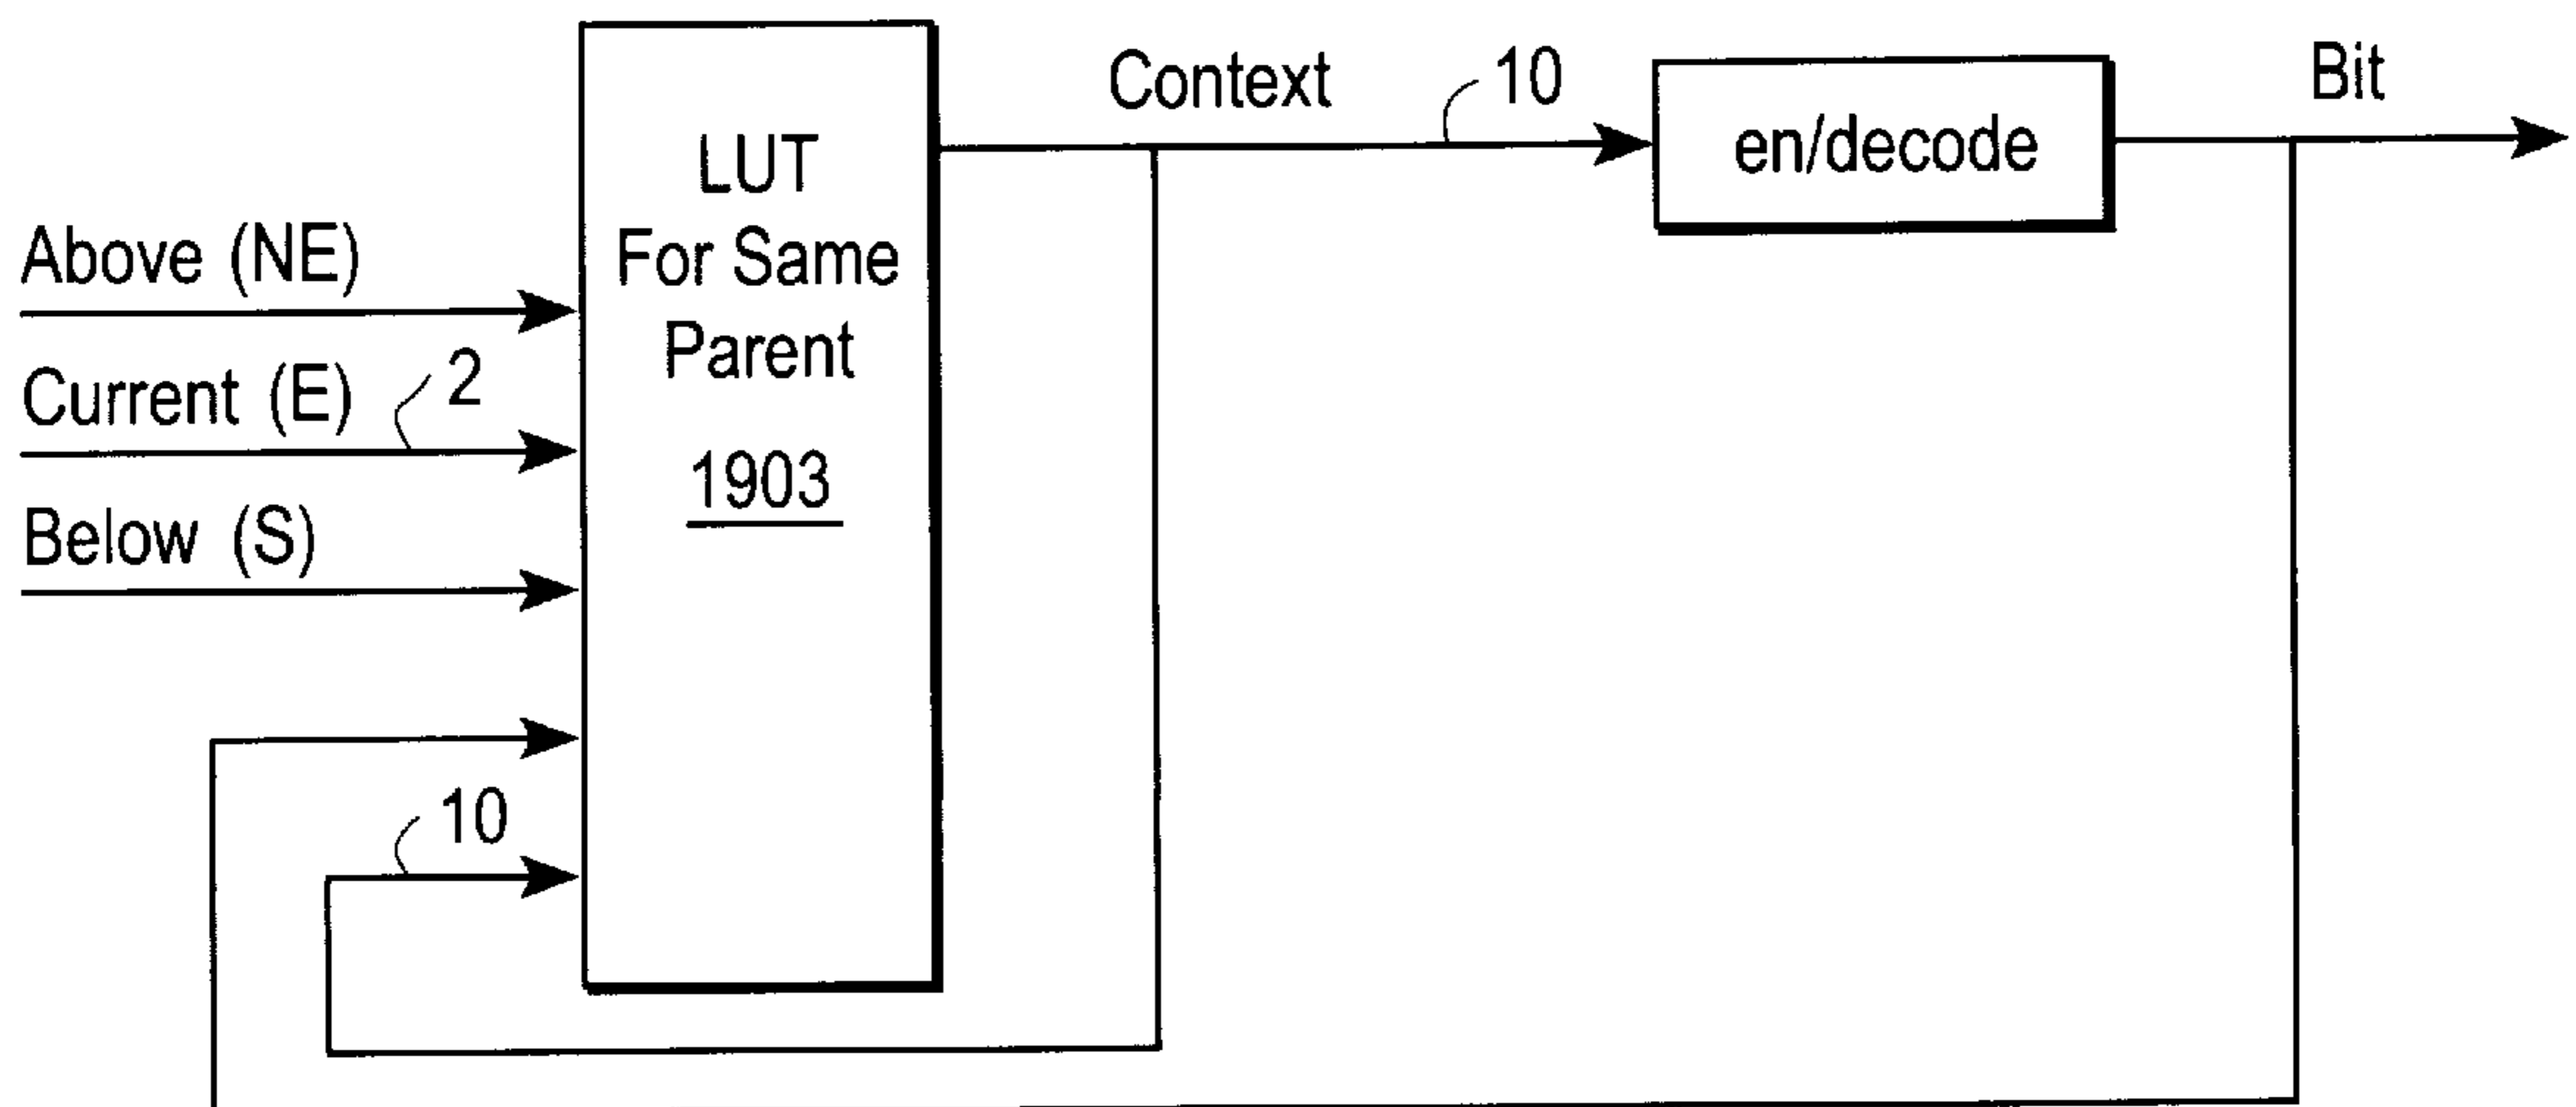 Above (NE)
Current (E)
2
Below (S)
10
LUT
For Same
Parent
1903
Context
10
en/decode
Bit